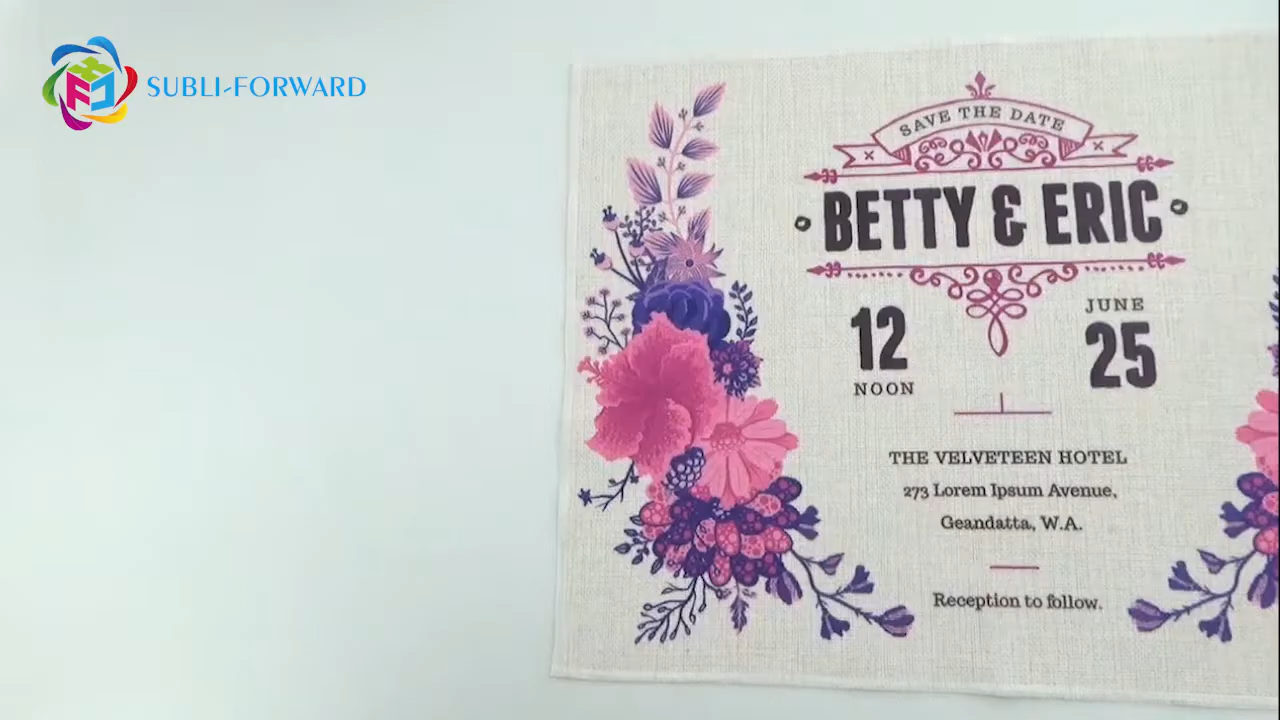 SUBLI-FORWARD
SAVE THE DATE
BETTY & ERIC
12
NOON
JUNE
25
THE VELVETEEN HOTEL
273 Lorem Ipsum Avenue,
Geandatta, W.A.
Reception to follow.